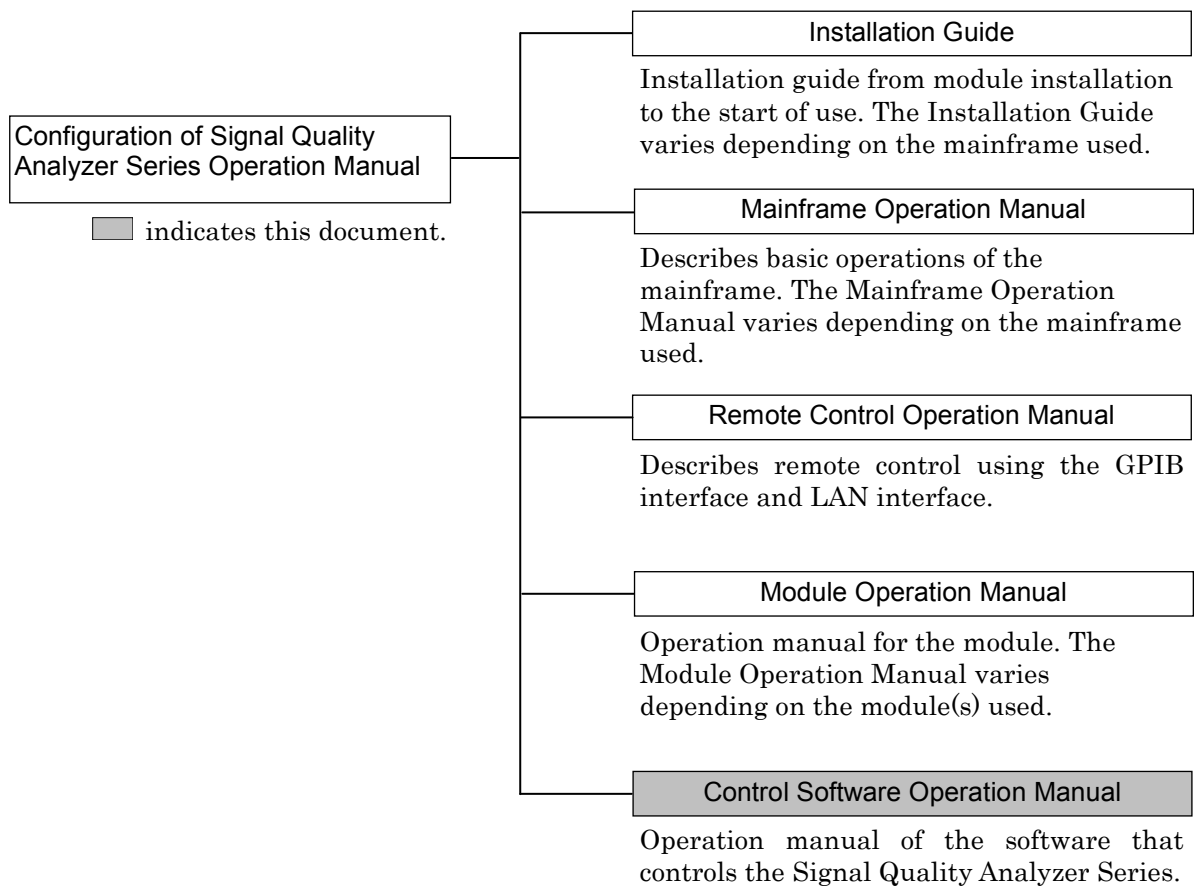 Configuration of Signal Quality
Analyzer Series Operation Manual
indicates this document.
Installation Guide
Installation guide from module installation
to the start of use. The Installation Guide
varies depending on the mainframe used.
Mainframe Operation Manual
Describes basic operations of the
mainframe. The Mainframe Operation
Manual varies depending on the mainframe
used.
Remote Control Operation Manual
Describes remote control using the GPIB
interface and LAN interface.
Module Operation Manual
Operation manual for the module. The
Module Operation Manual varies
depending on the module(s) used.
Control Software Operation Manual
Operation manual of the software that
controls the Signal Quality Analyzer Series.